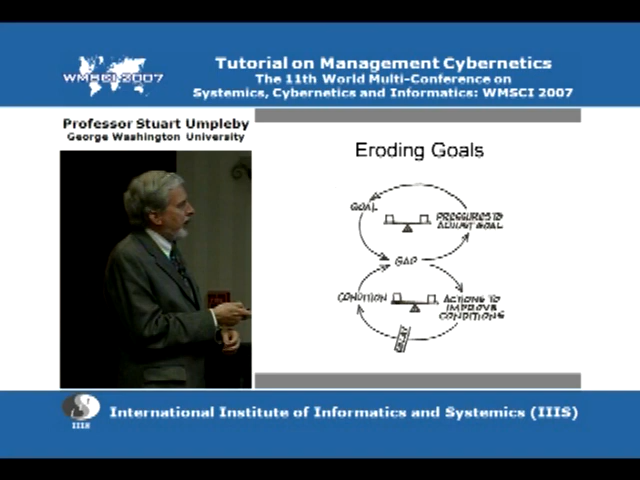 WMSCI 2007
Tutorial on Management Cybernetics
The 11th World Multi-Conference on
Systemics, Cybernetics and Informatics: WMSCI 2007
Professor Stuart Umpleby
George Washington University
Eroding Goals
GOAL
PRESSURES TO
ADJUST GOAL
GAP
CONDITION
ACTIONS TO
IMPROVE
CONDITIONS
DELAY
IIIS
International Institute of Informatics and Systemics (IIIS)